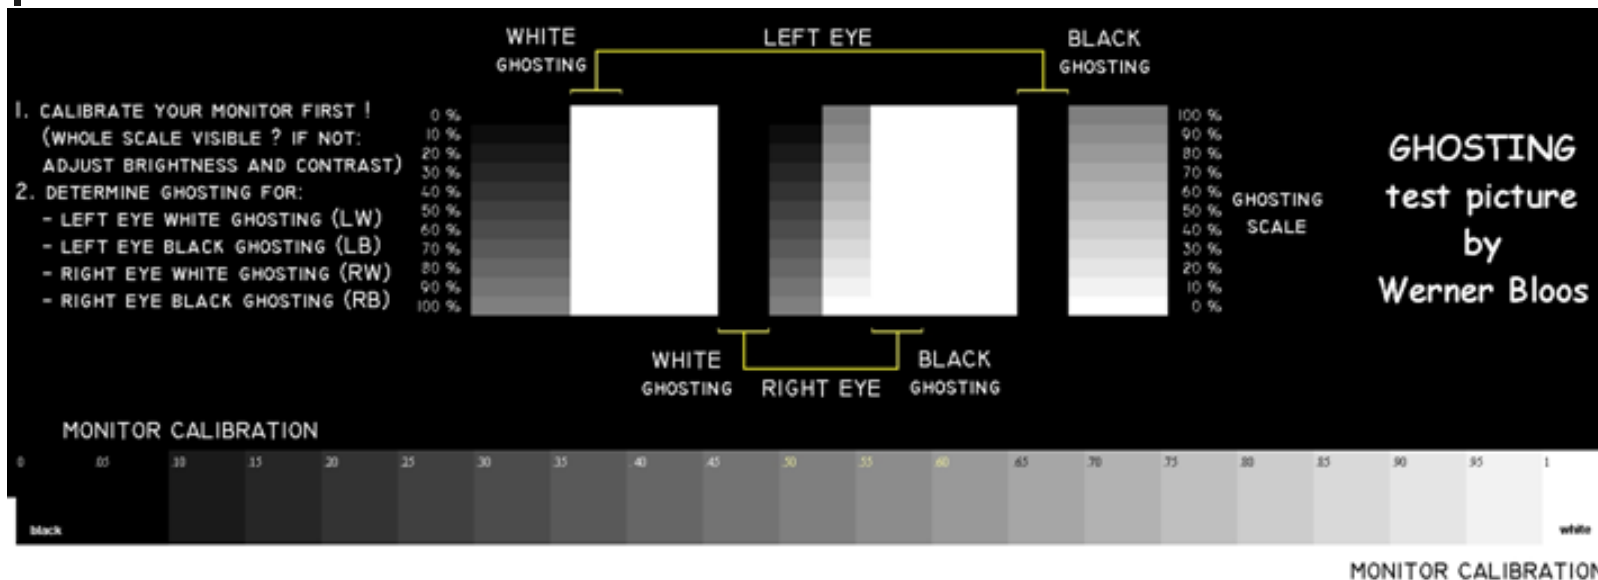 WHITE
GHOSTING
LEFT EYE
BLACK
GHOSTING
1. CALIBRATE YOUR MONITOR FIRST !
(WHOLE SCALE VISIBLE ? IF NOT:
ADJUST BRIGHTNESS AND CONTRAST)
2. DETERMINE GHOSTING FOR:
- LEFT EYE WHITE GHOSTING (LW)
- LEFT EYE BLACK GHOSTING (LB)
- RIGHT EYE WHITE GHOSTING (RW)
- RIGHT EYE BLACK GHOSTING (RB)
0 %
10 %
20 %
30 %
40 %
50 %
60 %
70 %
80 %
90 %
100 %
100 %
90 %
80 %
70 %
60 %
50 %
40 %
30 %
20 %
10 %
0 %
GHOSTING
SCALE
GHOSTING
test picture
by
Werner Bloos
WHITE
GHOSTING
RIGHT EYE
BLACK
GHOSTING
MONITOR CALIBRATION
0 .05 .10 .15 .20 .25 .30 .35 .40 .45 .50 .55 .60 .65 .70 .75 .80 .85 .90 .95 1
black white
MONITOR CALIBRATION